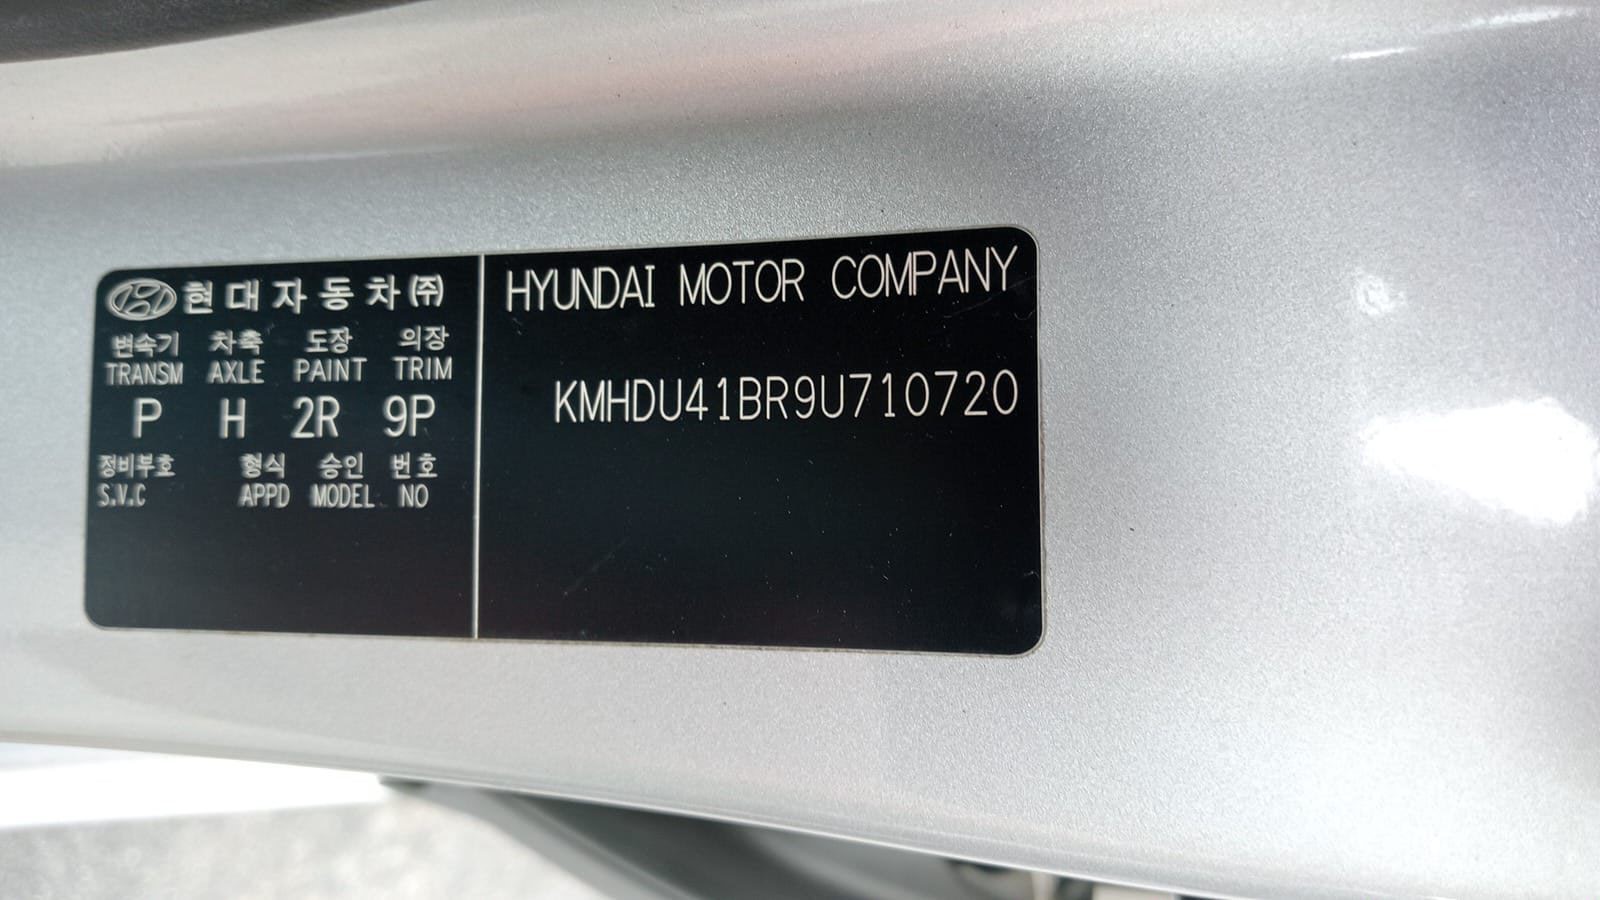 현대자동차㈜
변속기 차축 도장 의장
TRANSM AXLE PAINT TRIM
P H 2R 9P
정비부호 형식 승인 번호
S.V.C APPD MODEL NO
HYUNDAI MOTOR COMPANY
KMHDU41BR9U710720